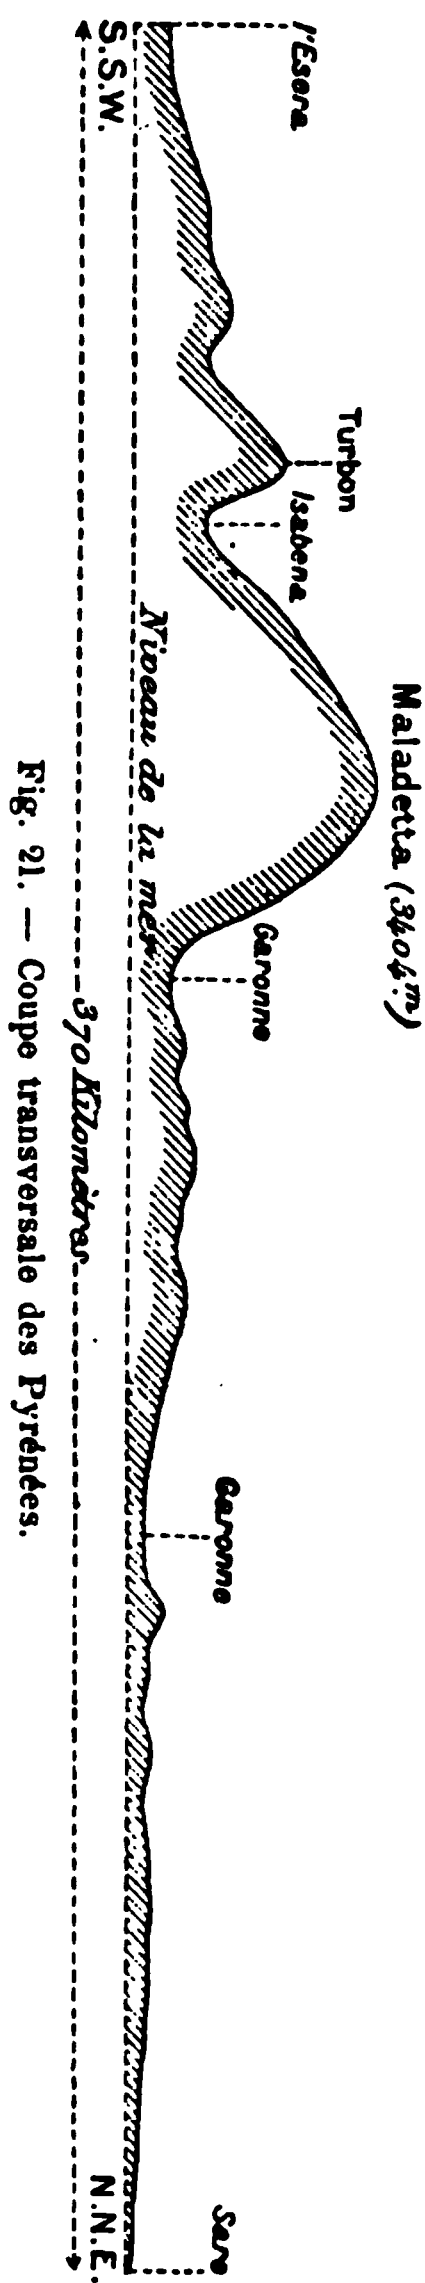 Maladetta (3404.m)
Turbon
l'Esera
Isabena
Garonne
Garonne
Save
Niveau de la mer
S.S.W.
N.N.E.
370 Kilomètres
Fig. 21. — Coupe transversale des Pyrénées.